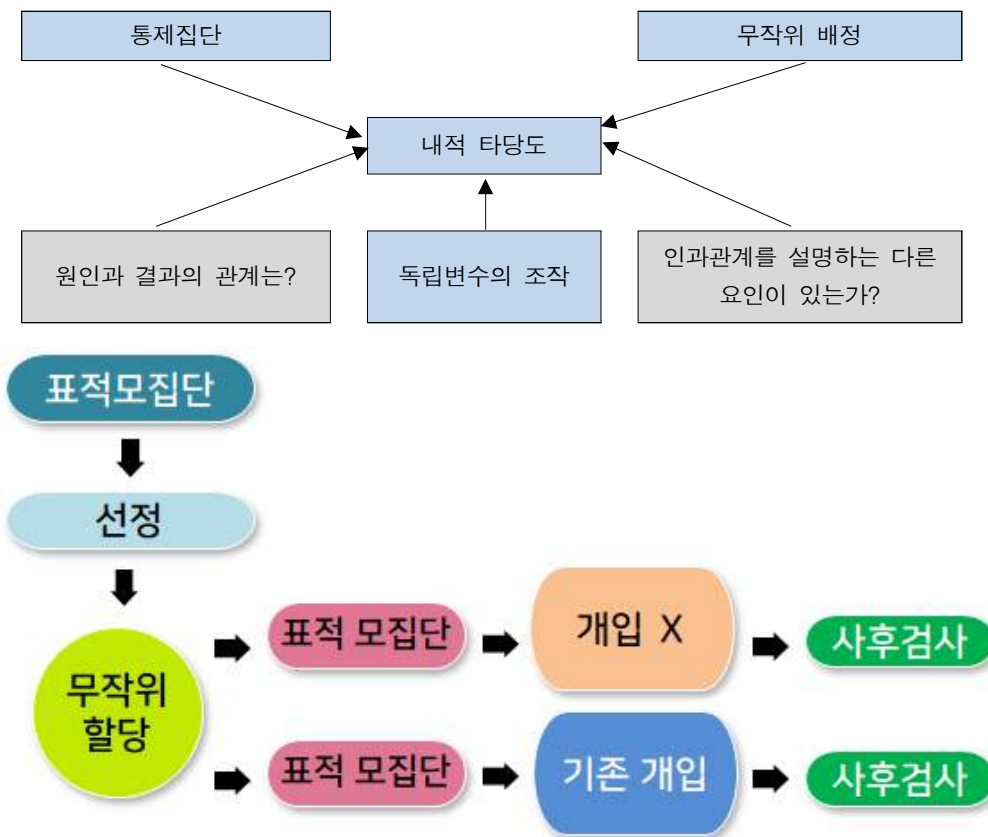 통제집단
무작위 배정
내적 타당도
원인과 결과의 관계는?
독립변수의 조작
인과관계를 설명하는 다른
요인이 있는가?
표적모집단
선정
무작위
할당
표적 모집단
개입 X
사후검사
표적 모집단
기존 개입
사후검사